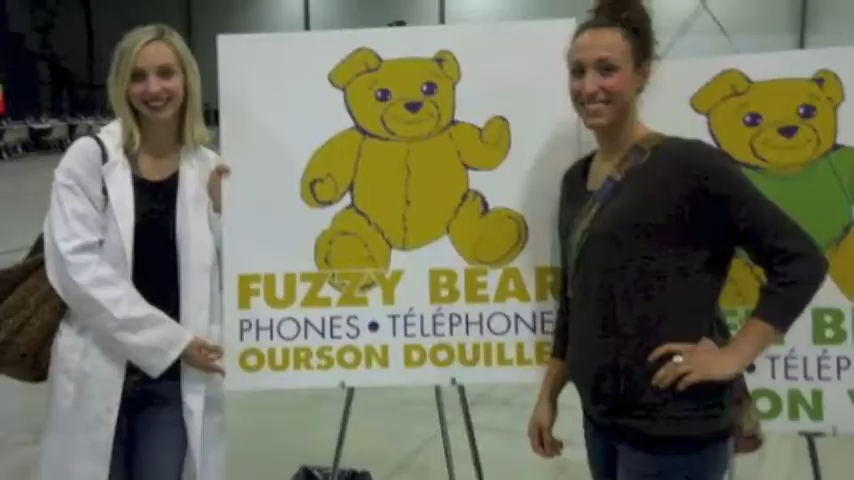 FUZZY BEAR
PHONES • TÉLÉPHONE
OURSON DOUILLE
B
• TÉLÉP
ON V